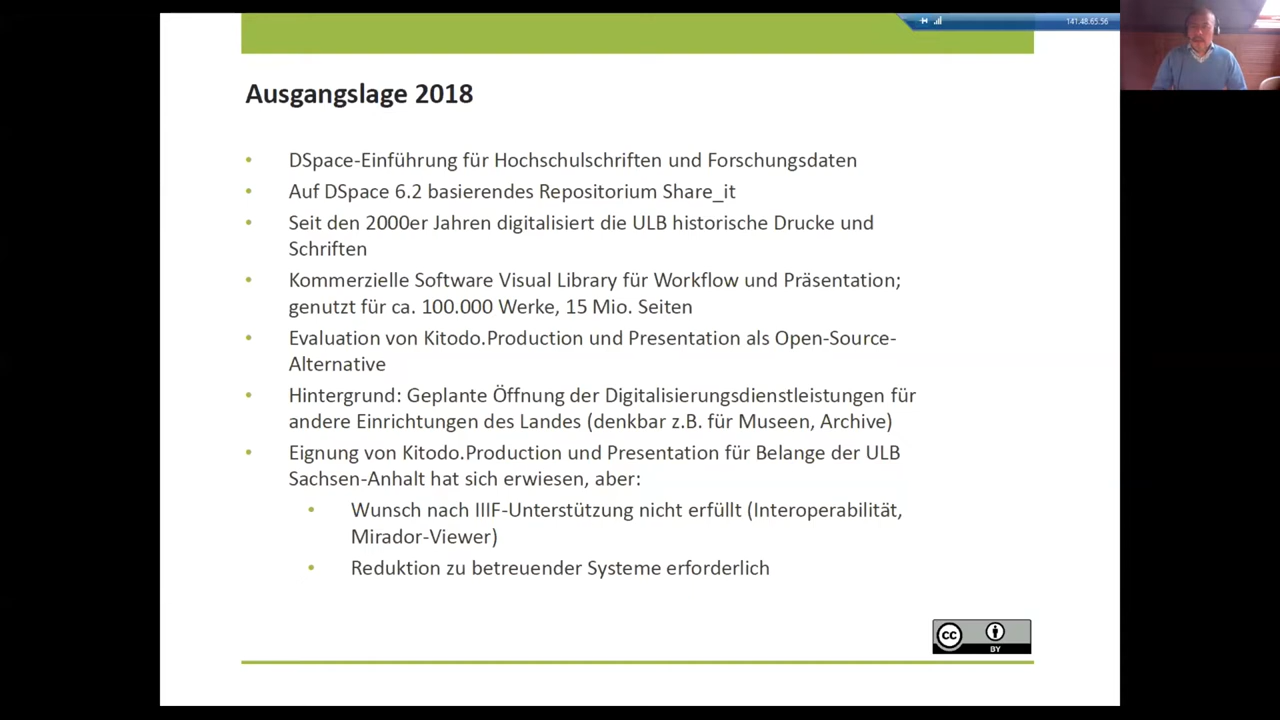 141.48.65.56
Ausgangslage 2018
• DSpace-Einführung für Hochschulschriften und Forschungsdaten
• Auf DSpace 6.2 basierendes Repositorium Share_it
• Seit den 2000er Jahren digitalisiert die ULB historische Drucke und
Schriften
• Kommerzielle Software Visual Library für Workflow und Präsentation;
genutzt für ca. 100.000 Werke, 15 Mio. Seiten
• Evaluation von Kitodo.Production und Presentation als Open-Source-
Alternative
• Hintergrund: Geplante Öffnung der Digitalisierungsdienstleistungen für
andere Einrichtungen des Landes (denkbar z.B. für Museen, Archive)
• Eignung von Kitodo.Production und Presentation für Belange der ULB
Sachsen-Anhalt hat sich erwiesen, aber:
• Wunsch nach IIIF-Unterstützung nicht erfüllt (Interoperabilität,
Mirador-Viewer)
• Reduktion zu betreuender Systeme erforderlich
cc
BY